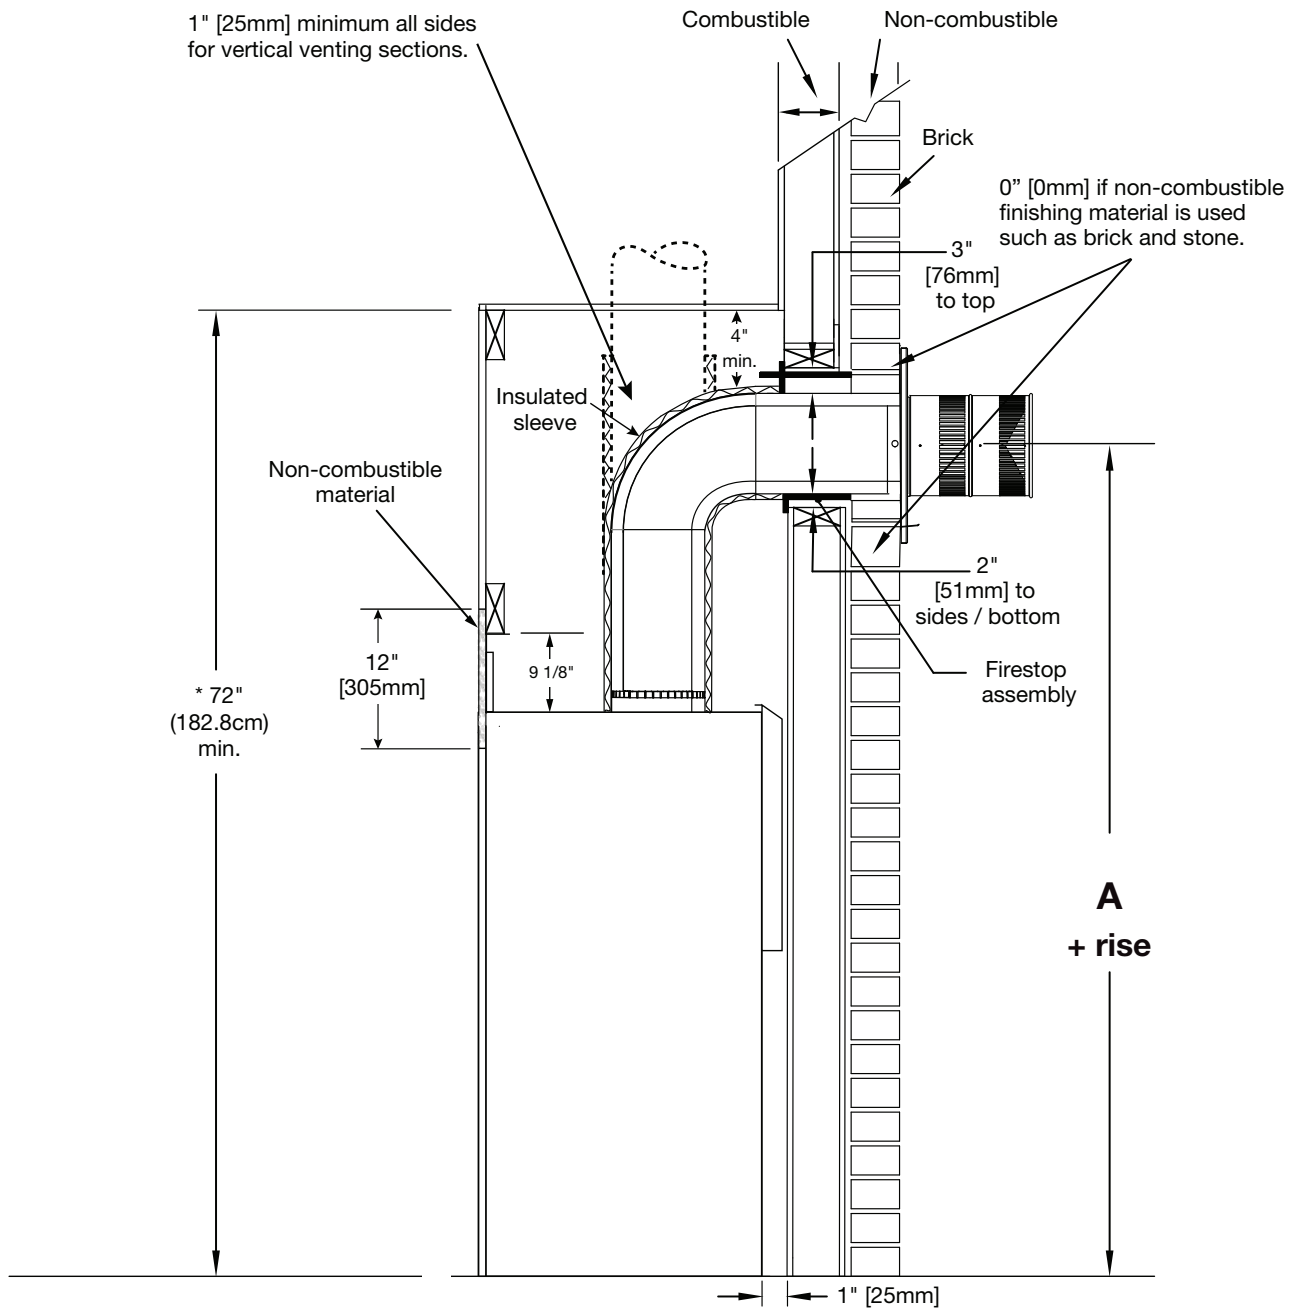 1" [25mm] minimum all sides
for vertical venting sections.
Combustible
Non-combustible
Brick
0” [0mm] if non-combustible
finishing material is used
such as brick and stone.
3"
[76mm]
to top
4"
min.
Insulated
sleeve
Non-combustible
material
2"
[51mm] to
sides / bottom
Firestop
assembly
12"
[305mm]
9 1/8"
* 72"
(182.8cm)
min.
A
+ rise
1" [25mm]